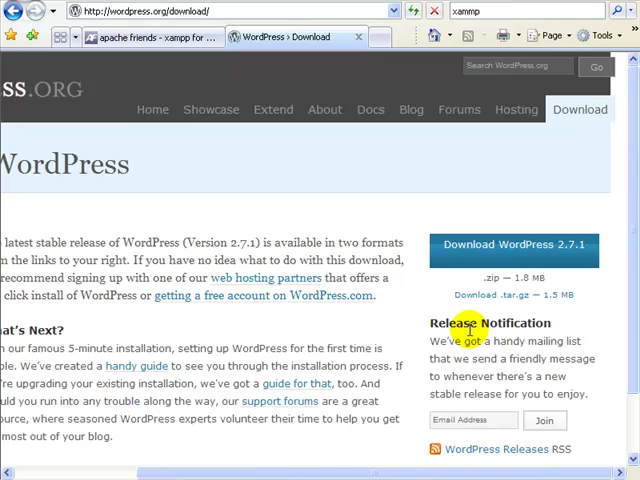 http://wordpress.org/download/
xammp
apache friends - xampp for ...
WordPress › Download
Page
Tools
SS.ORG
Search WordPress.org
Go
Home
Showcase
Extend
About
Docs
Blog
Forums
Hosting
Download
WordPress
latest stable release of WordPress (Version 2.7.1) is available in two formats
m the links to your right. If you have no idea what to do with this download,
recommend signing up with one of our web hosting partners that offers a
click install of WordPress or getting a free account on WordPress.com.
at's Next?
h our famous 5-minute installation, setting up WordPress for the first time is
le. We've created a handy guide to see you through the installation process. If
're upgrading your existing installation, we've got a guide for that, too. And
uld you run into any trouble along the way, our support forums are a great
ource, where seasoned WordPress experts volunteer their time to help you get
most out of your blog.
Download WordPress 2.7.1
.zip — 1.8 MB
Download .tar.gz — 1.5 MB
Release Notification
We've got a handy mailing list
that we send a friendly message
to whenever there's a new
stable release for you to enjoy.
Email Address
Join
WordPress Releases RSS